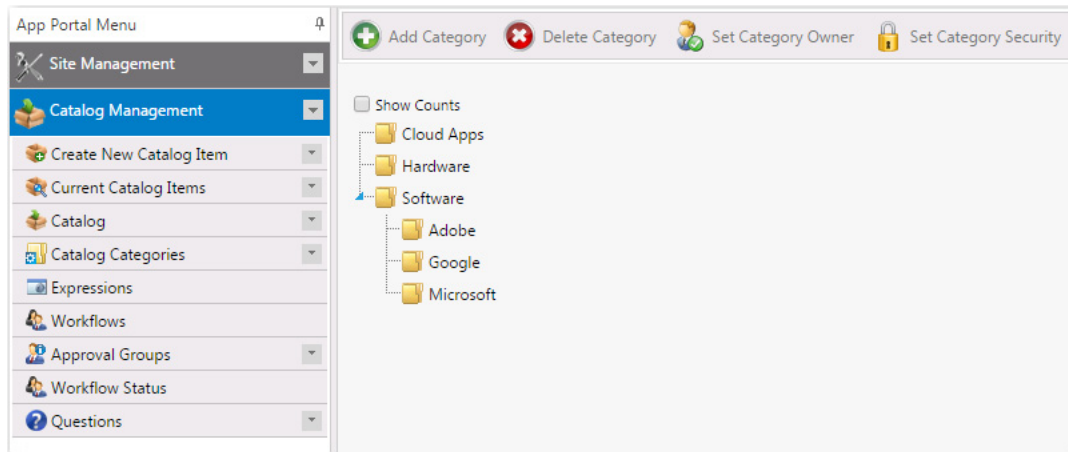 App Portal Menu
Site Management
Catalog Management
Create New Catalog Item
Current Catalog Items
Catalog
Catalog Categories
Expressions
Workflows
Approval Groups
Workflow Status
Questions
Add Category Delete Category Set Category Owner Set Category Security
Show Counts
Cloud Apps
Hardware
Software
Adobe
Google
Microsoft